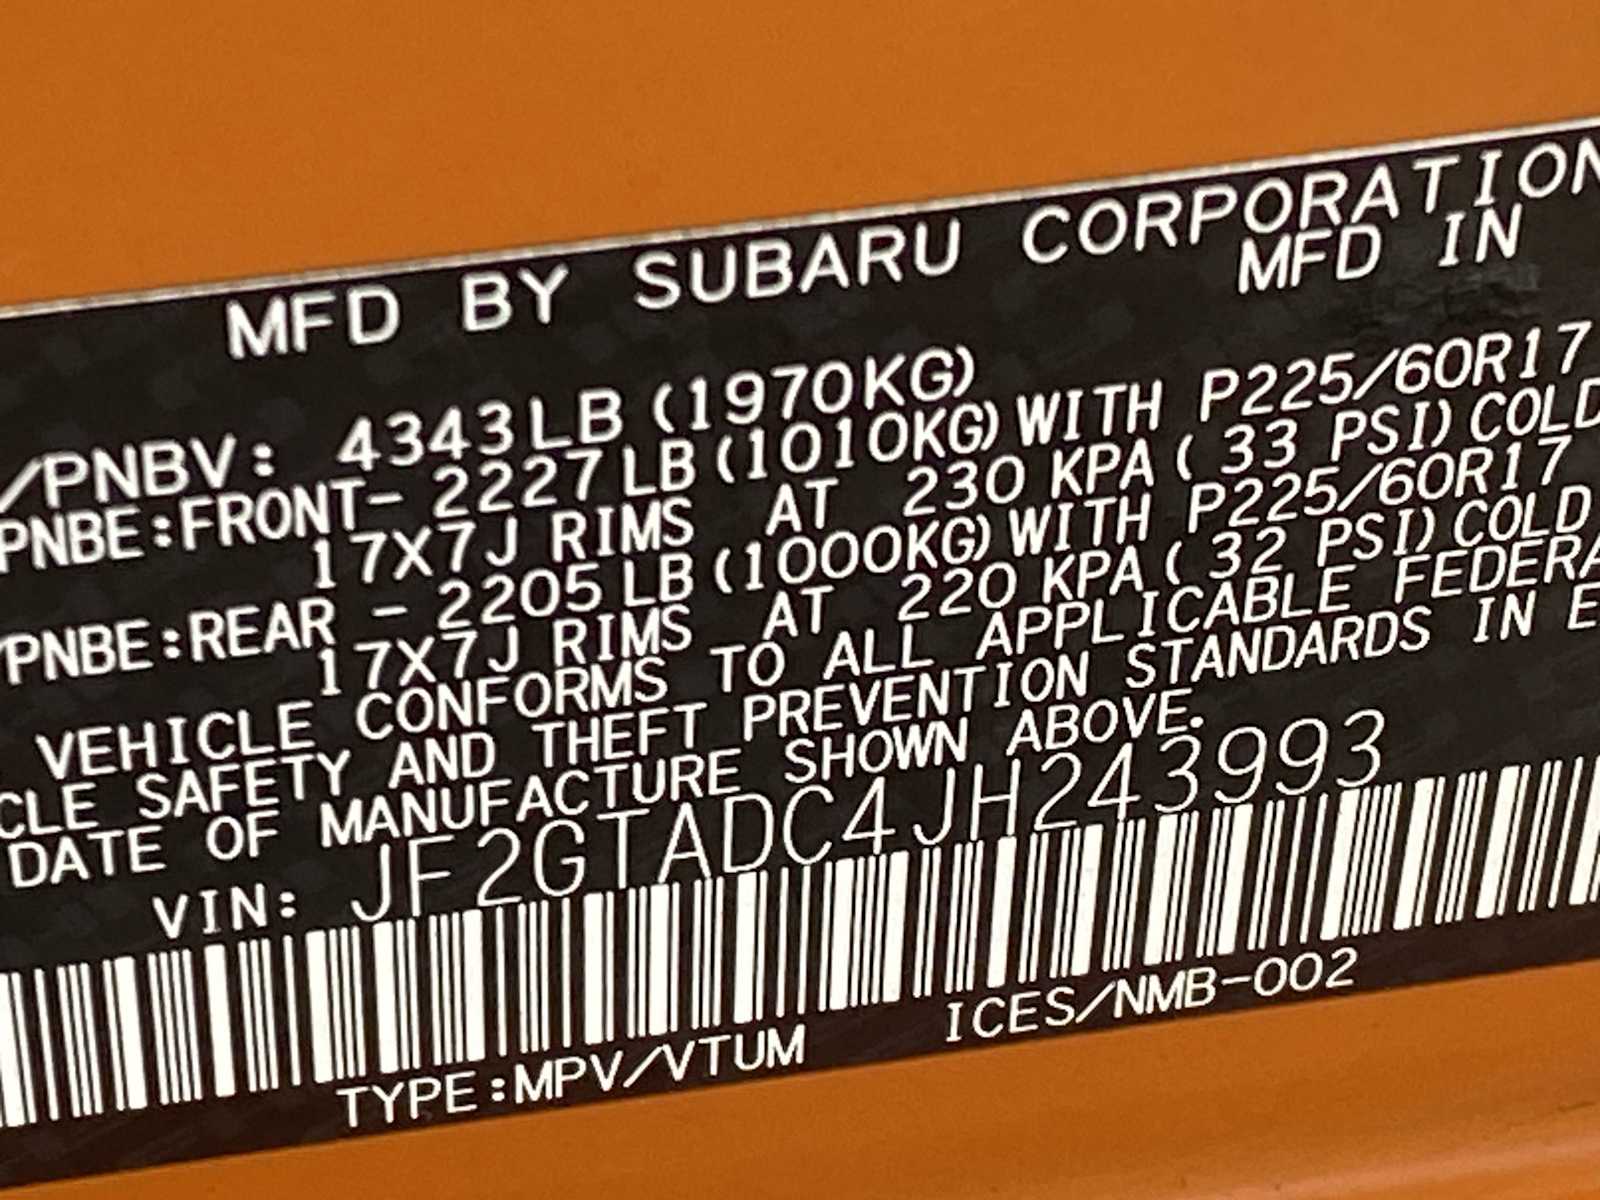 MFD BY SUBARU CORPORATION
MFD IN
/PNBV: 4343LB (1970KG)
PNBE:FRONT- 2227LB (1010KG) WITH P225/60R17
17X7J RIMS AT 230 KPA ( 33 PSI) COLD
/PNBE:REAR - 2205LB (1000KG) WITH P225/60R17
17X7J RIMS AT 220 KPA ( 32 PSI) COLD
VEHICLE CONFORMS TO ALL APPLICABLE FEDERA
CLE SAFETY AND THEFT PREVENTION STANDARDS IN E
DATE OF MANUFACTURE SHOWN ABOVE.
VIN: JF2GTADC4JH243993
TYPE:MPV/VTUM ICES/NMB-002